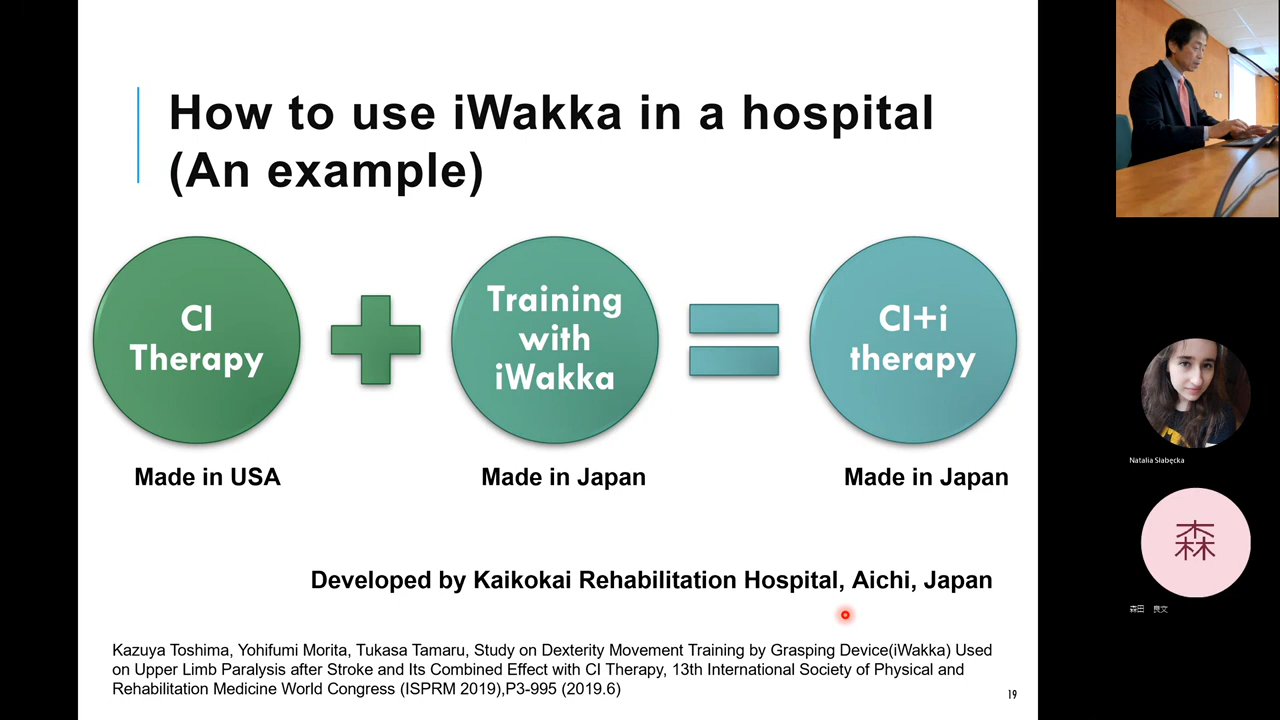 How to use iWakka in a hospital
(An example)
CI
Therapy
Training
with
iWakka
CI+i
therapy
Made in USA
Made in Japan
Made in Japan
Developed by Kaikokai Rehabilitation Hospital, Aichi, Japan
Kazuya Toshima, Yohifumi Morita, Tukasa Tamaru, Study on Dexterity Movement Training by Grasping Device(iWakka) Used
on Upper Limb Paralysis after Stroke and Its Combined Effect with CI Therapy, 13th International Society of Physical and
Rehabilitation Medicine World Congress (ISPRM 2019),P3-995 (2019.6)
19
Natalia Słabęcka
森
森田 良文